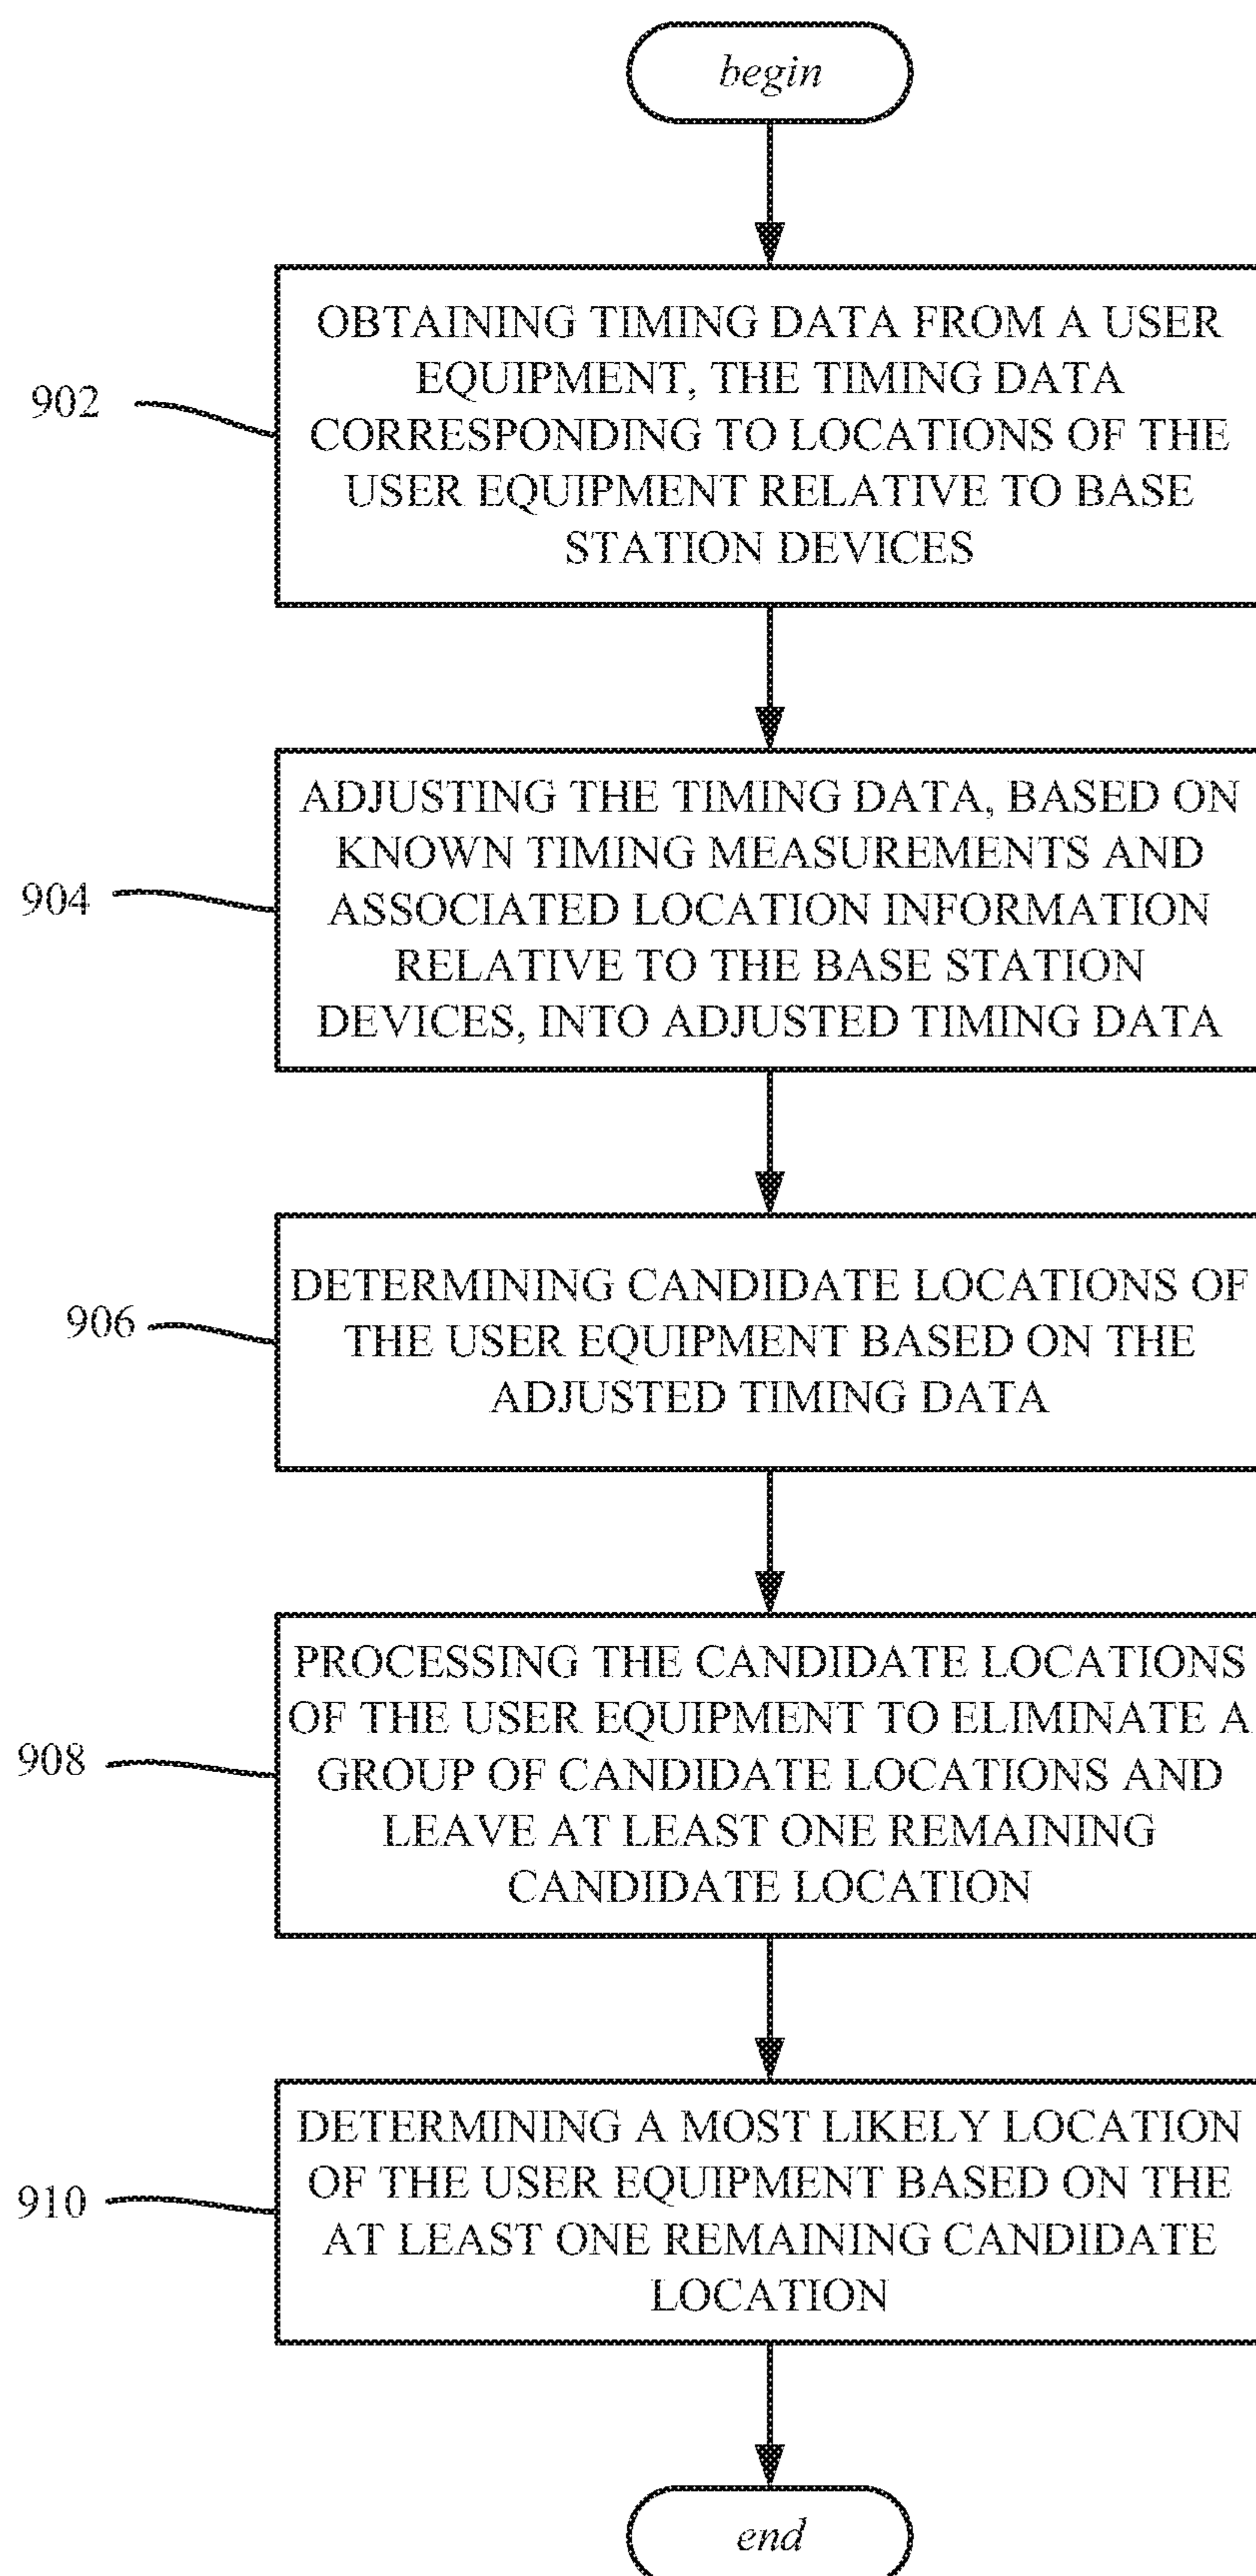 begin
902
OBTAINING TIMING DATA FROM A USER
EQUIPMENT, THE TIMING DATA
CORRESPONDING TO LOCATIONS OF THE
USER EQUIPMENT RELATIVE TO BASE
STATION DEVICES
904
ADJUSTING THE TIMING DATA, BASED ON
KNOWN TIMING MEASUREMENTS AND
ASSOCIATED LOCATION INFORMATION
RELATIVE TO THE BASE STATION
DEVICES, INTO ADJUSTED TIMING DATA
906
DETERMINING CANDIDATE LOCATIONS OF
THE USER EQUIPMENT BASED ON THE
ADJUSTED TIMING DATA
908
PROCESSING THE CANDIDATE LOCATIONS
OF THE USER EQUIPMENT TO ELIMINATE A
GROUP OF CANDIDATE LOCATIONS AND
LEAVE AT LEAST ONE REMAINING
CANDIDATE LOCATION
910
DETERMINING A MOST LIKELY LOCATION
OF THE USER EQUIPMENT BASED ON THE
AT LEAST ONE REMAINING CANDIDATE
LOCATION
end